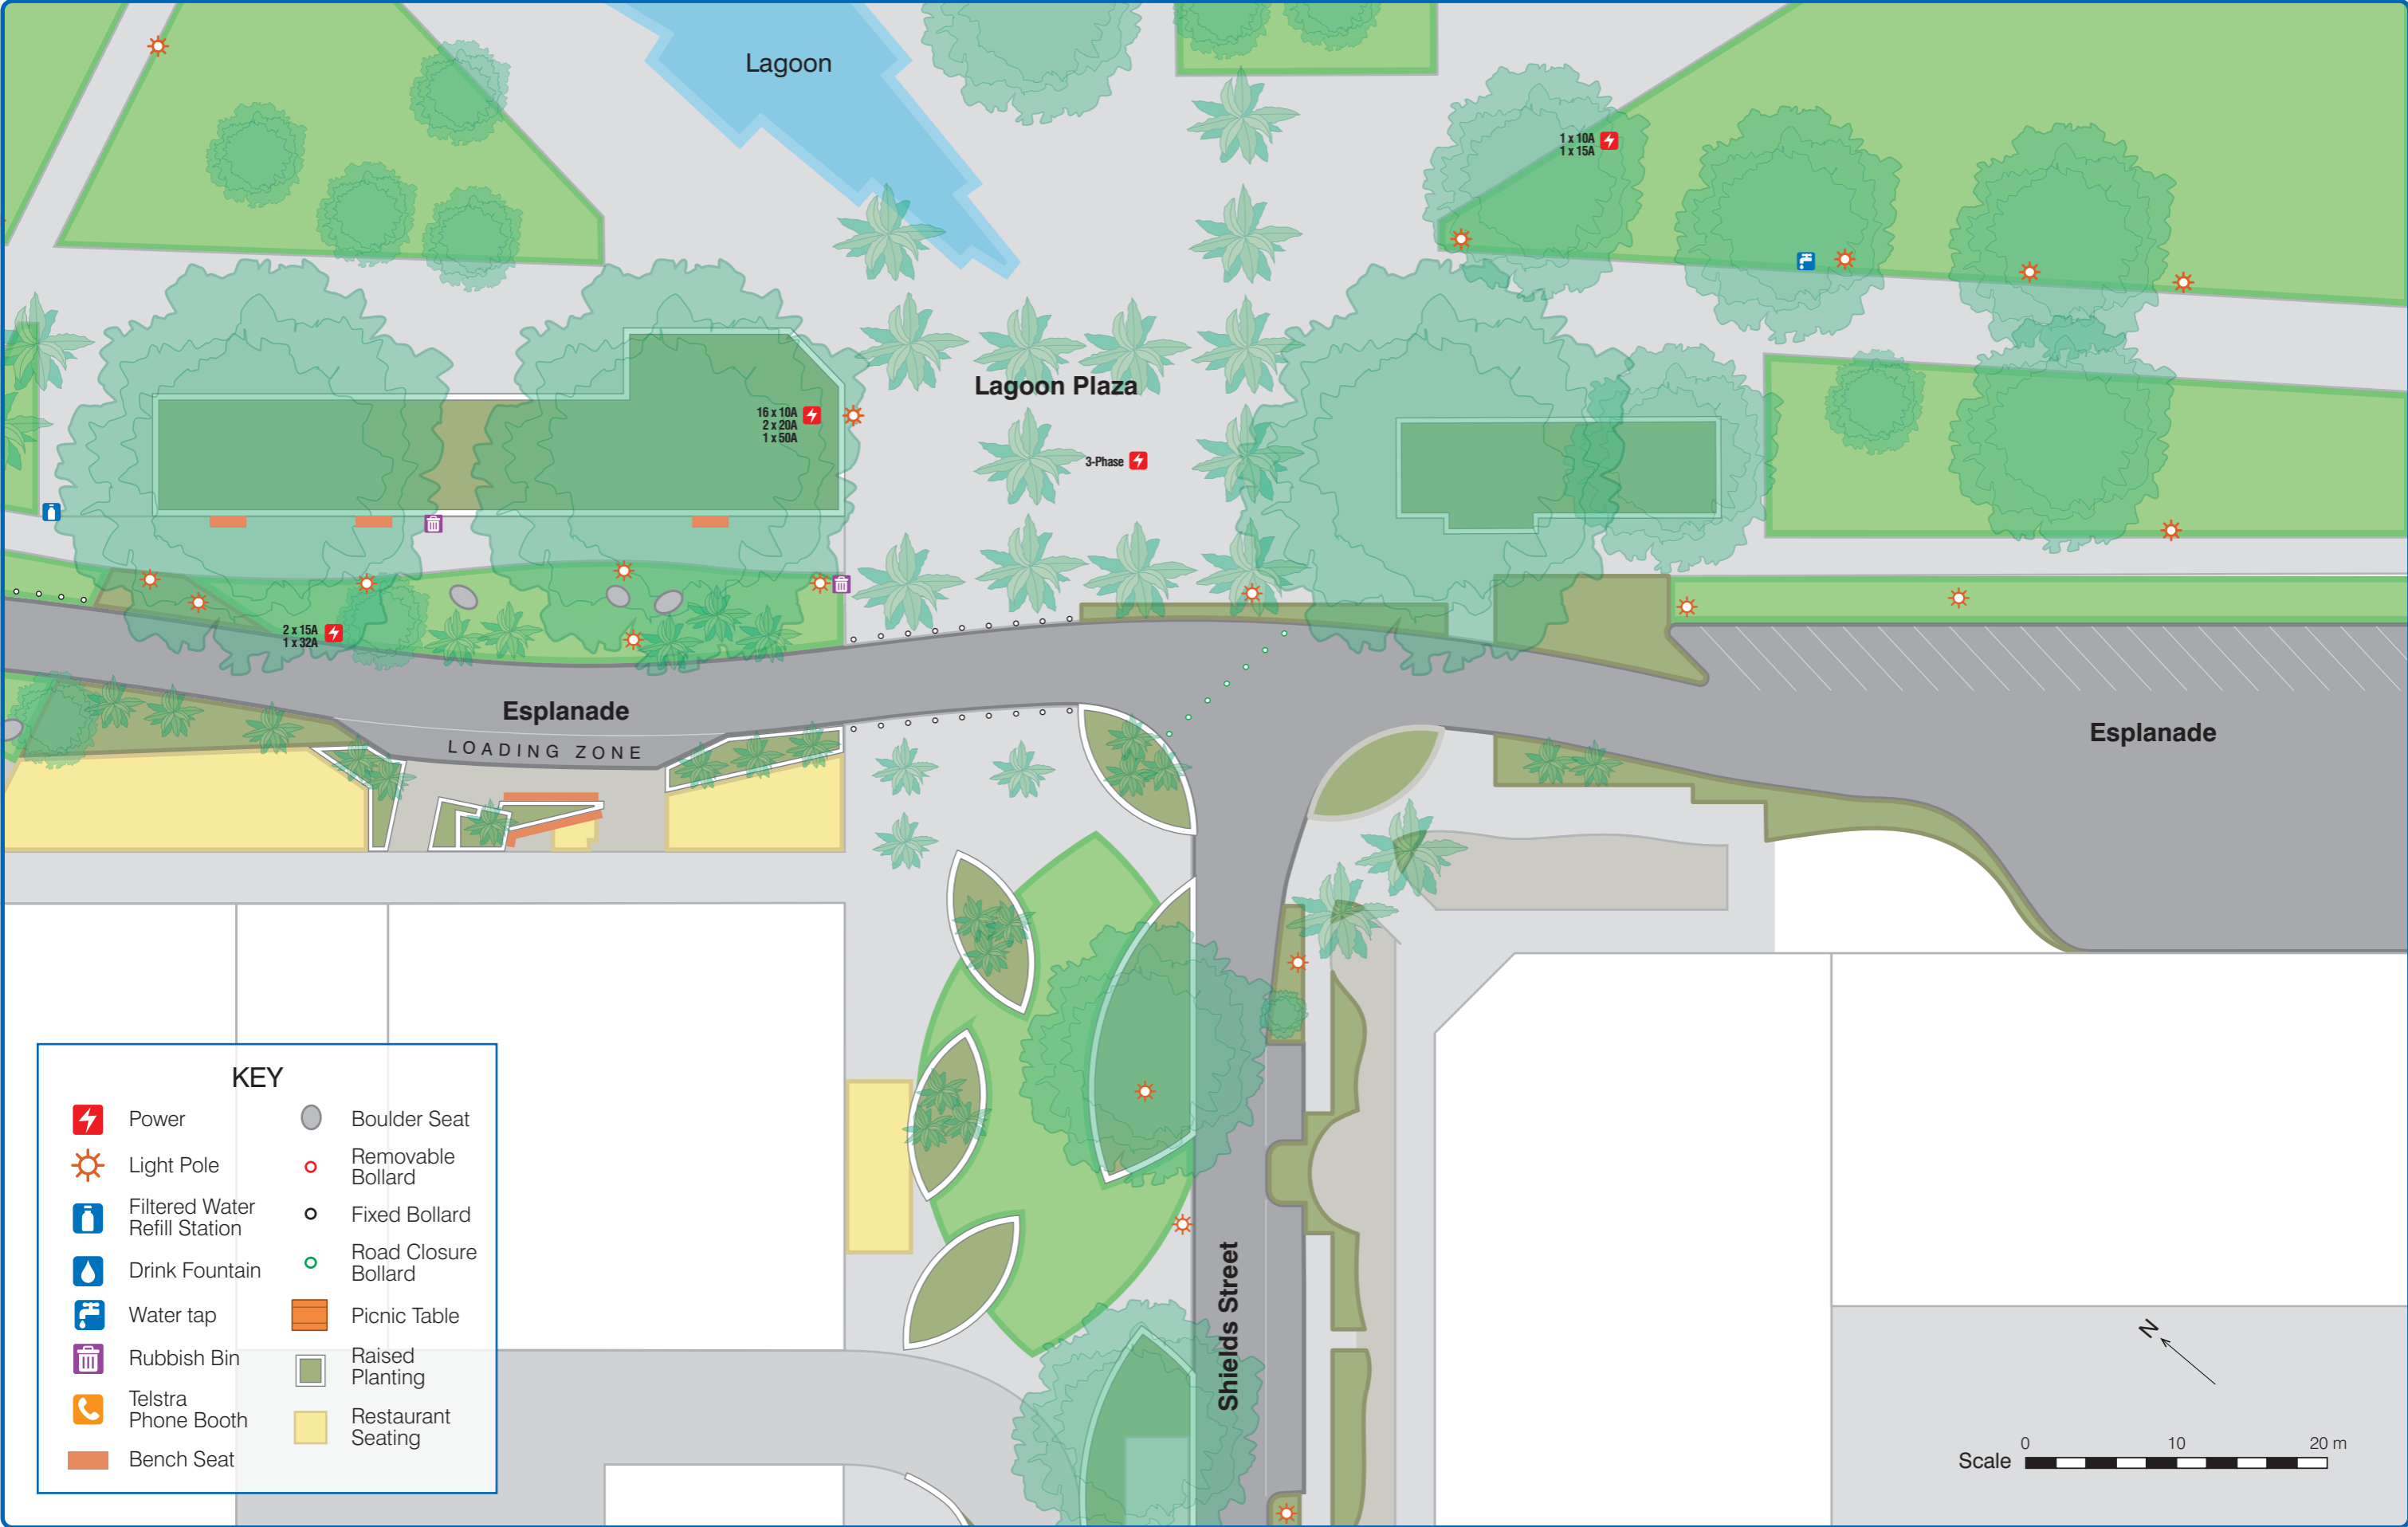 Lagoon
1 x 10A
1 x 15A
Lagoon Plaza
16 x 10A
2 x 20A
1 x 50A
3-Phase
2 x 15A
1 x 32A
Esplanade
LOADING ZONE
Esplanade
Shields Street
KEY
Power
Light Pole
Filtered Water
Refill Station
Drink Fountain
Water tap
Rubbish Bin
Telstra
Phone Booth
Bench Seat
Boulder Seat
Removable
Bollard
Fixed Bollard
Road Closure
Bollard
Picnic Table
Raised
Planting
Restaurant
Seating
N
0 10 20 m
Scale